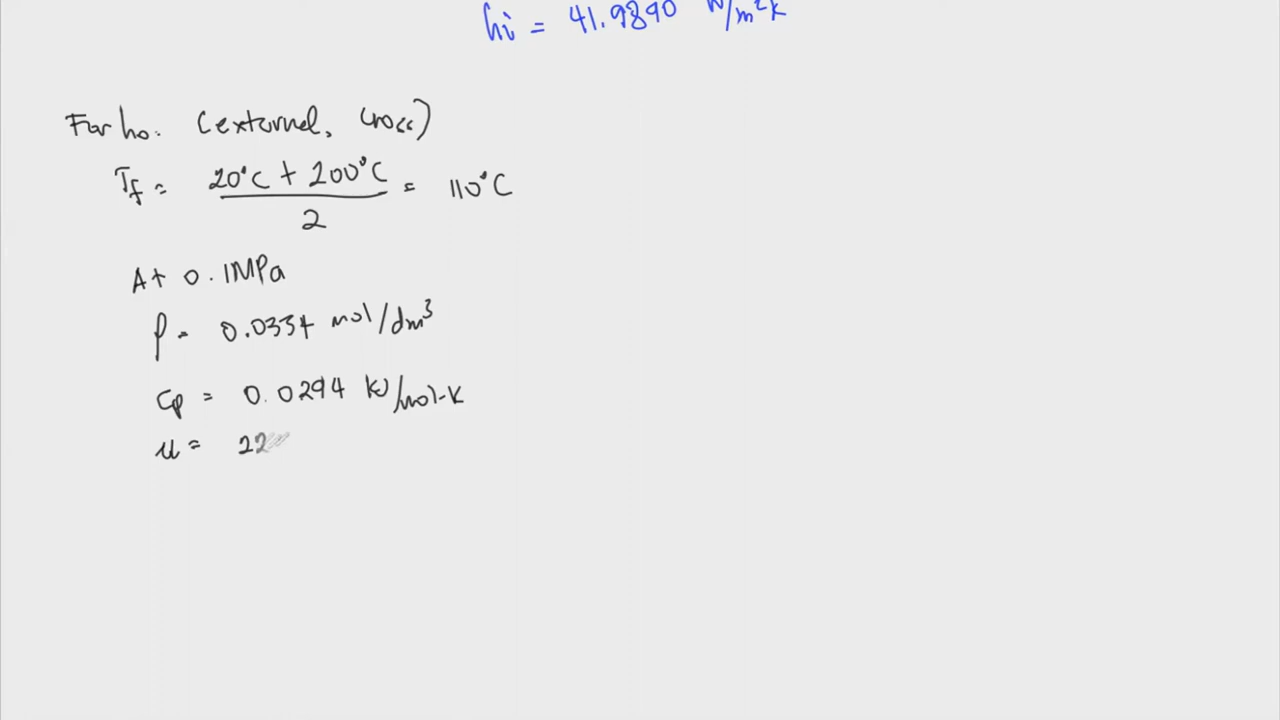 hi = 41.9890 W/m²K
For ho: (external, cross)
Tf = 20°C + 200°C / 2 = 110°C
At 0.1MPa
ρ = 0.0334 mol/dm³
Cp = 0.0294 kJ/mol-K
μ = 22